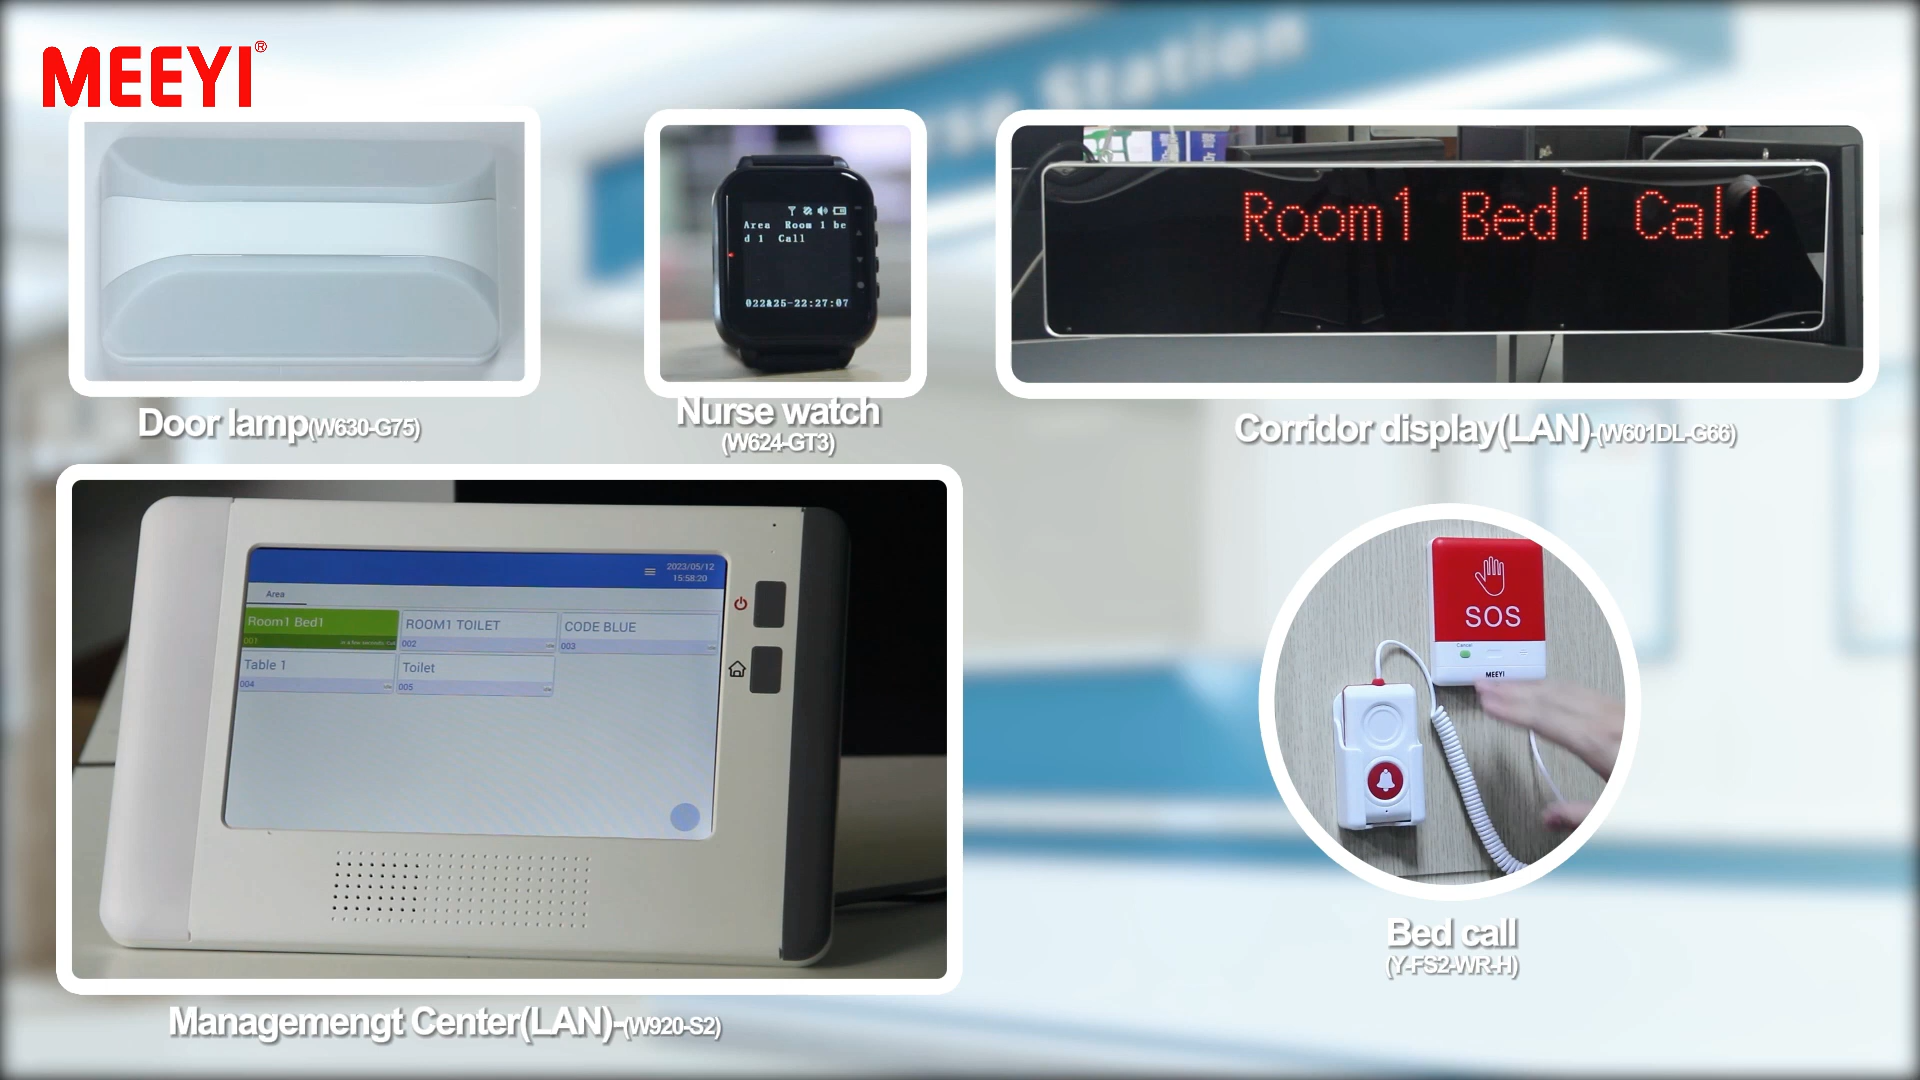 MEEYI®
Station
Door lamp(W630-G75)
Area Room 1 be
d 1 Call
Nurse watch
(W624-GT3)
Room1 Bed1 Call
Corridor display(LAN)-(W601DL-G66)
2023/05/12
15:58:20
Area
Room1 Bed1
001
ROOM1 TOILET
002
CODE BLUE
003
Table 1
004
Toilet
005
Managemengt Center(LAN)-(W920-S2)
SOS
Cancel
MEEYI
Bed call
(Y-FS2-WR-H)